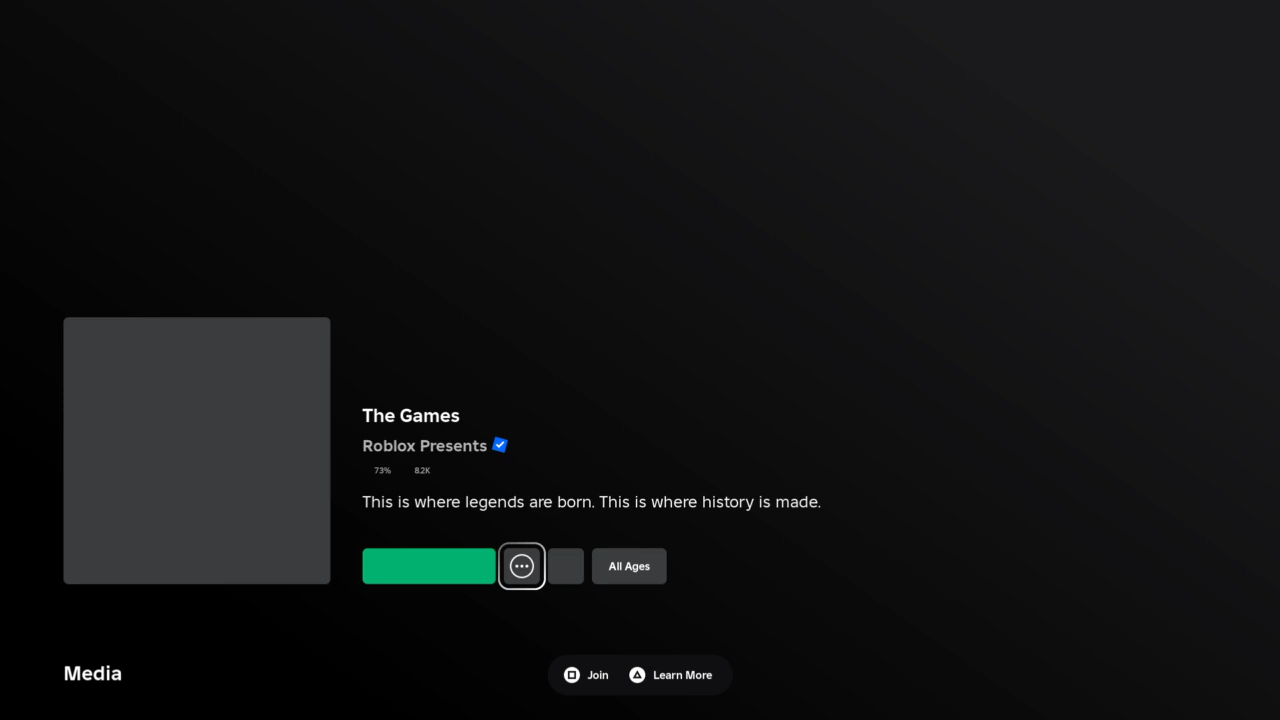 The Games
Roblox Presents
73% 8.2K
This is where legends are born. This is where history is made.
All Ages
Media
Join Learn More